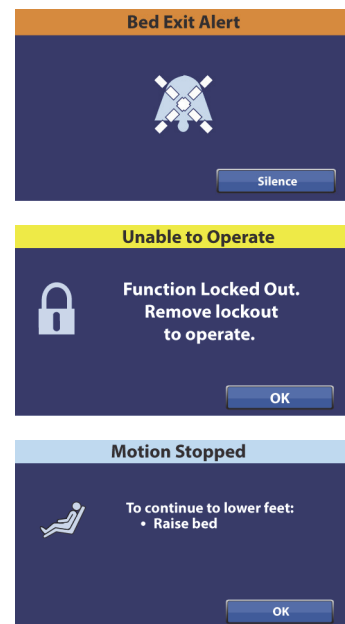 Bed Exit Alert
Silence
Unable to Operate
Function Locked Out.
Remove lockout
to operate.
OK
Motion Stopped
To continue to lower feet:
• Raise bed
OK